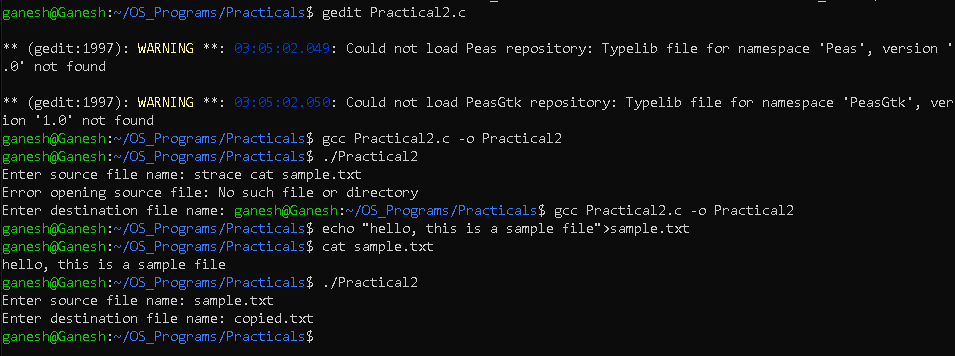 ganesh@Ganesh:~/OS_Programs/Practicals$ gedit Practical2.c
** (gedit:1997): WARNING **: 03:05:02.049: Could not load Peas repository: Typelib file for namespace 'Peas', version '
.0' not found
** (gedit:1997): WARNING **: 03:05:02.050: Could not load PeasGtk repository: Typelib file for namespace 'PeasGtk', ver
ion '1.0' not found
ganesh@Ganesh:~/OS_Programs/Practicals$ gcc Practical2.c -o Practical2
ganesh@Ganesh:~/OS_Programs/Practicals$ ./Practical2
Enter source file name: strace cat sample.txt
Error opening source file: No such file or directory
Enter destination file name: ganesh@Ganesh:~/OS_Programs/Practicals$ gcc Practical2.c -o Practical2
ganesh@Ganesh:~/OS_Programs/Practicals$ echo "hello, this is a sample file">sample.txt
ganesh@Ganesh:~/OS_Programs/Practicals$ cat sample.txt
hello, this is a sample file
ganesh@Ganesh:~/OS_Programs/Practicals$ ./Practical2
Enter source file name: sample.txt
Enter destination file name: copied.txt
ganesh@Ganesh:~/OS_Programs/Practicals$